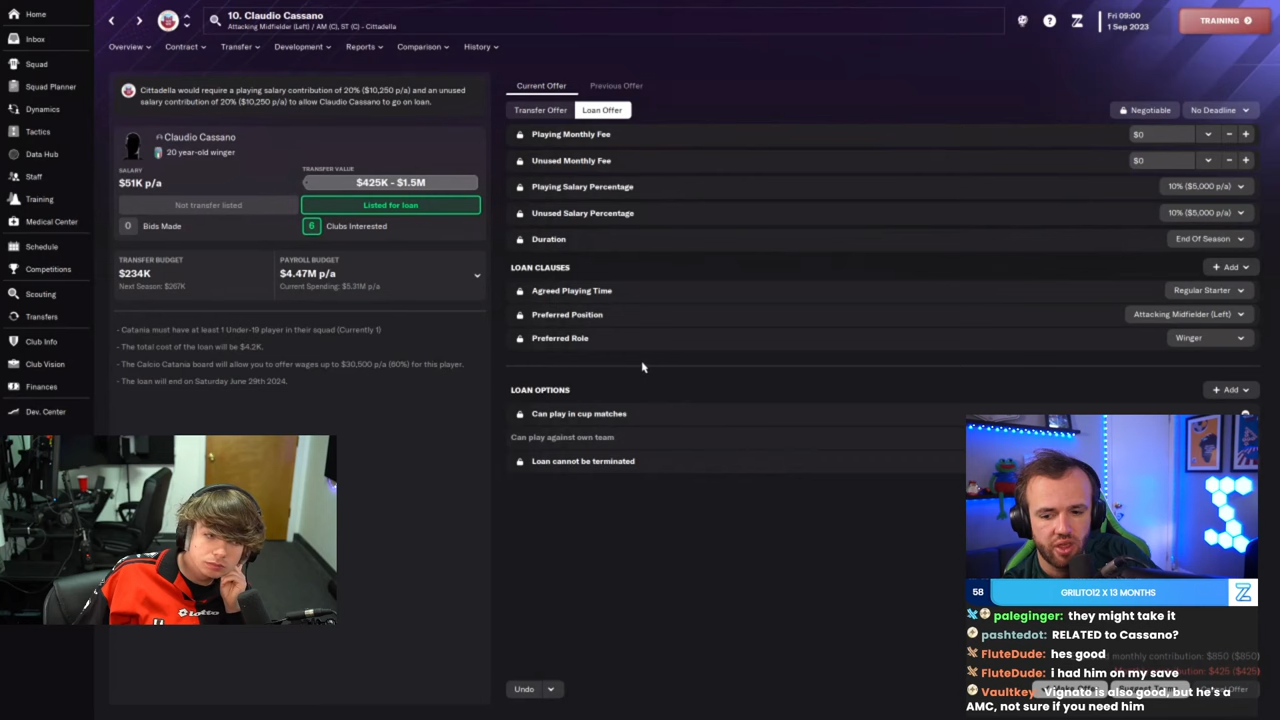 Home
Inbox
Squad
Squad Planner
Dynamics
Tactics
Data Hub
Staff
Training
Medical Center
Schedule
Competitions
Scouting
Transfers
Club Info
Club Vision
Finances
Dev. Center
10. Claudio Cassano
Attacking Midfielder (Left) / AM (C), ST (C) - Cittadella
Fri 09:00
1 Sep 2023
TRAINING
Overview
Contract
Transfer
Development
Reports
Comparison
History
Cittadella would require a playing salary contribution of 20% ($10,250 p/a) and an unused
salary contribution of 20% ($10,250 p/a) to allow Claudio Cassano to go on loan.
Claudio Cassano
20 year-old winger
SALARY
$51K p/a
TRANSFER VALUE
$425K - $1.5M
Not transfer listed
Listed for loan
0 Bids Made
6 Clubs Interested
TRANSFER BUDGET
$234K
Next Season: $267K
PAYROLL BUDGET
$4.47M p/a
Current Spending: $5.31M p/a
- Catania must have at least 1 Under-19 player in their squad (Currently 1)
- The total cost of the loan will be $4.2K.
- The Calcio Catania board will allow you to offer wages up to $30,500 p/a (60%) for this player.
- The loan will end on Saturday June 29th 2024.
Current Offer
Previous Offer
Transfer Offer
Loan Offer
Negotiable
No Deadline
Playing Monthly Fee
$0
Unused Monthly Fee
$0
Playing Salary Percentage
10% ($5,000 p/a)
Unused Salary Percentage
10% ($5,000 p/a)
Duration
End Of Season
LOAN CLAUSES
+ Add
Agreed Playing Time
Regular Starter
Preferred Position
Attacking Midfielder (Left)
Preferred Role
Winger
LOAN OPTIONS
+ Add
Can play in cup matches
Can play against own team
Loan cannot be terminated
Undo
Lotto
58
GRILITO12 X 13 MONTHS
Z
paleginger: they might take it
pashtedot: RELATED to Cassano?
FluteDude: hes good
monthly contribution: $850 ($850)
FluteDude: i had him on my save
contribution: $425 ($425)
Vaultkey: Vignato is also good, but he's a
AMC, not sure if you need him
Offer